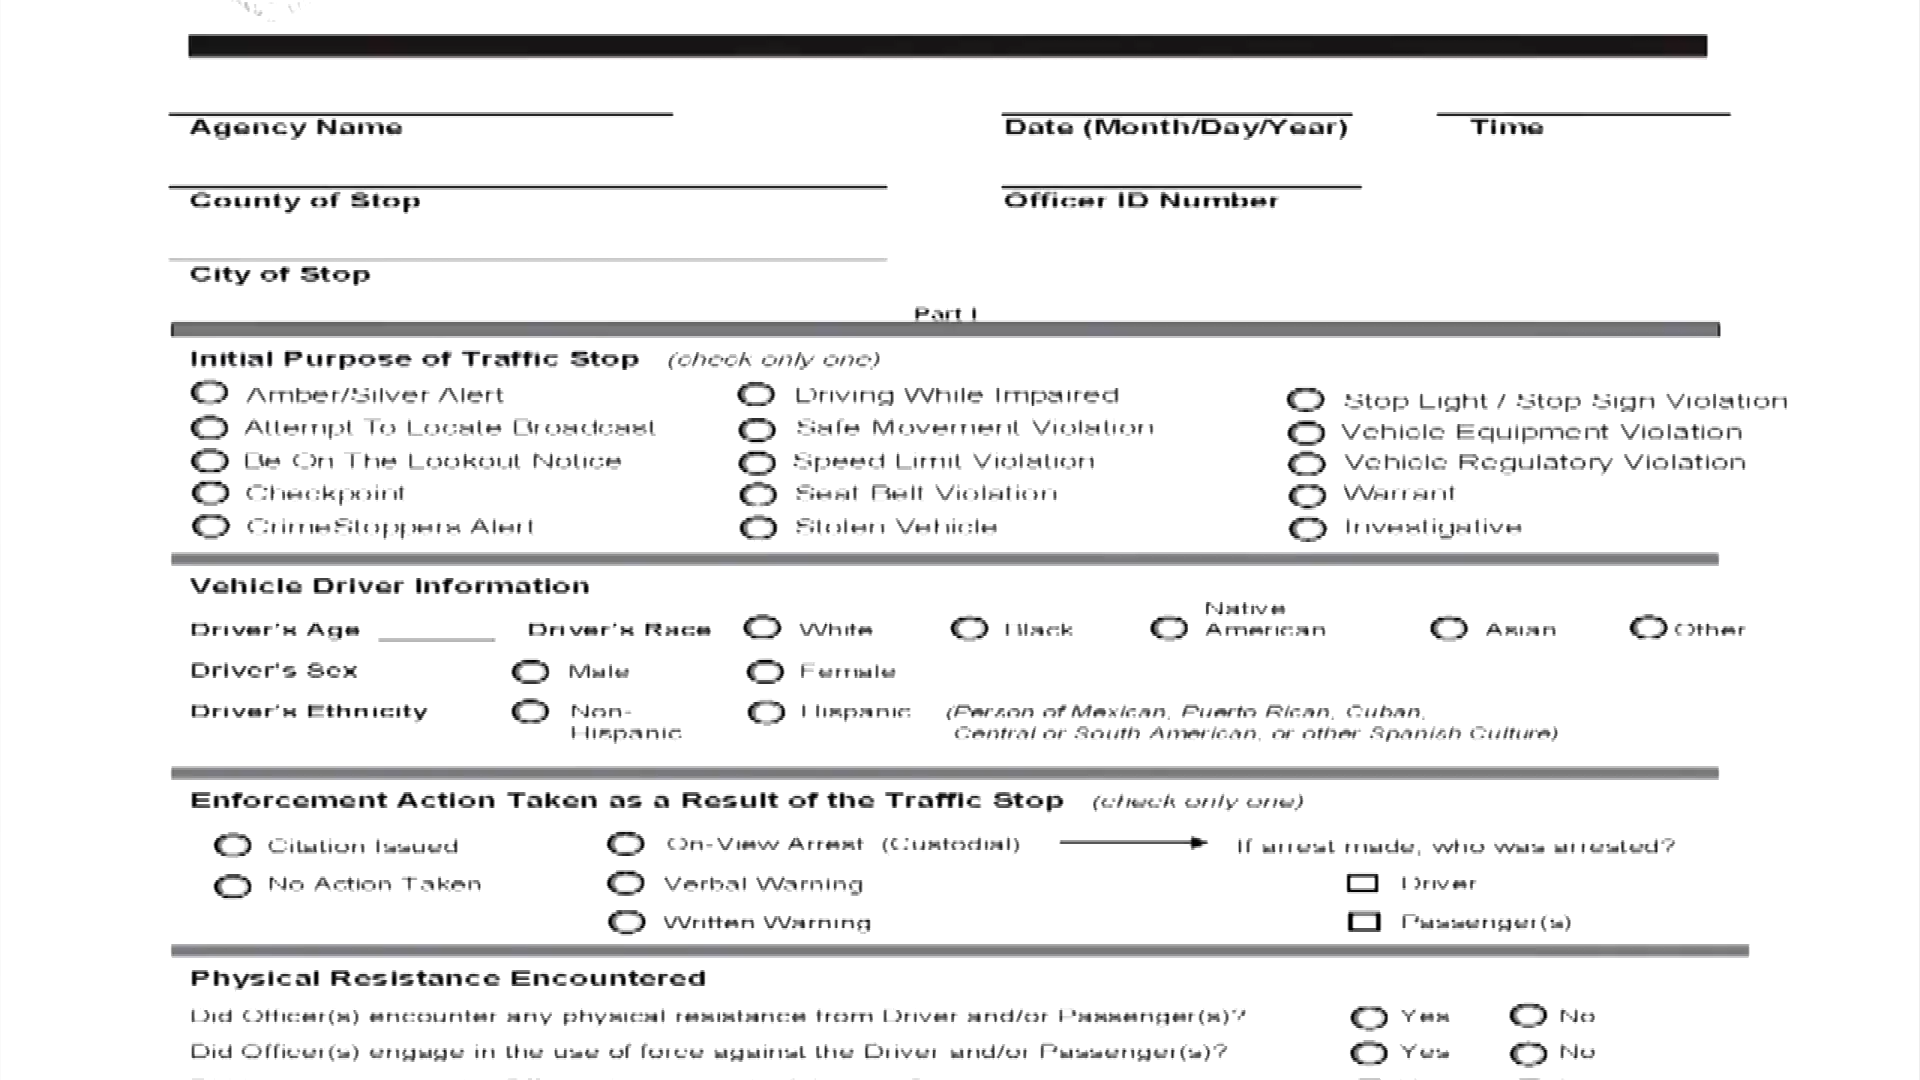 Agency Name Date (Month/Day/Year) Time
County of Stop Officer ID Number
City of Stop
Part I
Initial Purpose of Traffic Stop (check only one)
Amber/Silver Alert Driving While Impaired Stop Light / Stop Sign Violation
Attempt To Locate Broadcast Safe Movement Violation Vehicle Equipment Violation
Be On The Lookout Notice Speed Limit Violation Vehicle Regulatory Violation
Checkpoint Seat Belt Violation Warrant
CrimeStoppers Alert Stolen Vehicle Investigative
Vehicle Driver Information
Driver's Age Driver's Race White Black Native American Asian Other
Driver's Sex Male Female
Driver's Ethnicity Non-Hispanic Hispanic (Person of Mexican, Puerto Rican, Cuban,
Central or South American, or other Spanish Culture)
Enforcement Action Taken as a Result of the Traffic Stop (check only one)
Citation Issued On-View Arrest (Custodial) If arrest made, who was arrested?
No Action Taken Verbal Warning Driver
Written Warning Passenger(s)
Physical Resistance Encountered
Did Officer(s) encounter any physical resistance from Driver and/or Passenger(s)? Yes No
Did Officer(s) engage in the use of force against the Driver and/or Passenger(s)? Yes No